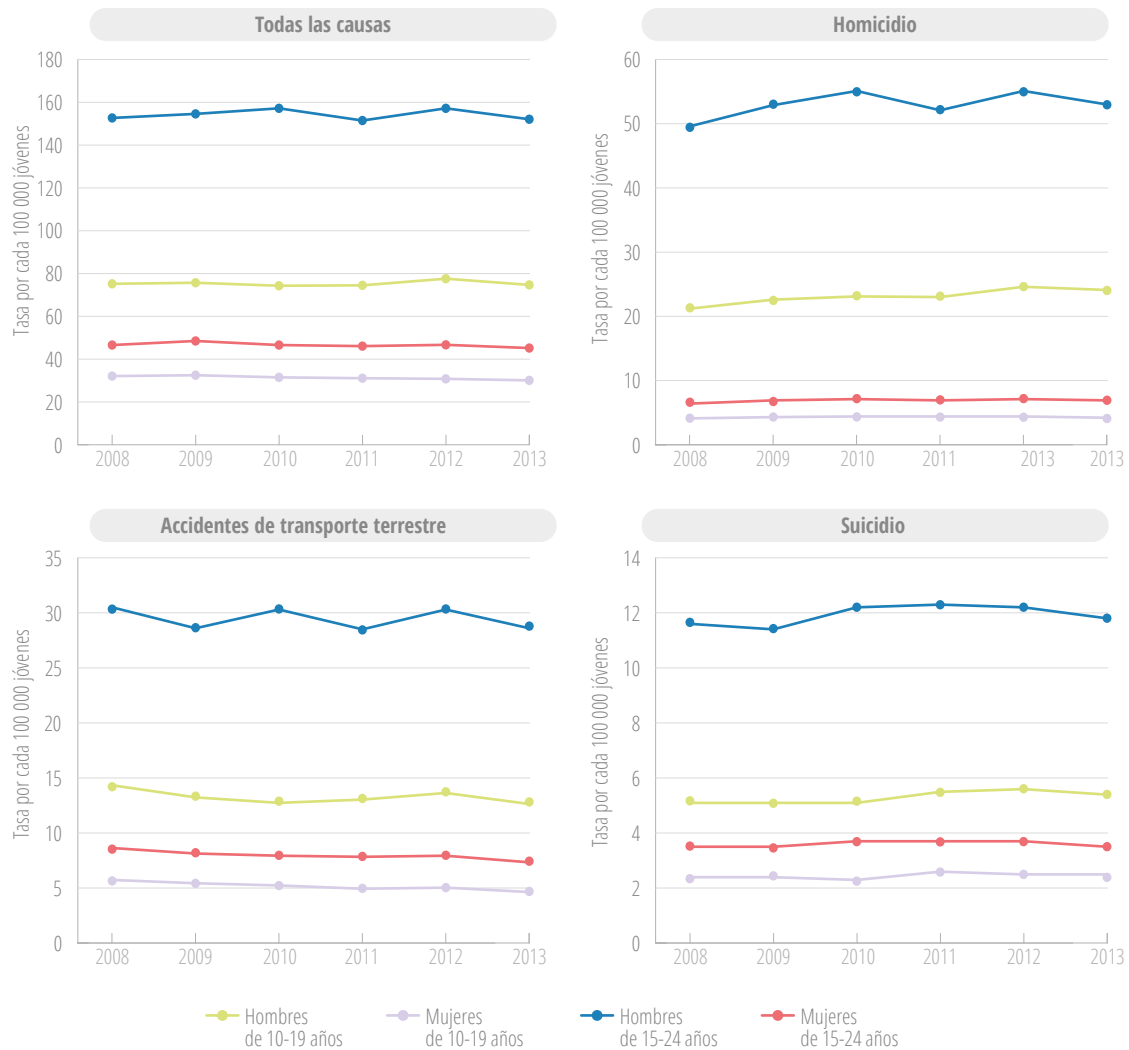 Todas las causas
Tasa por cada 100 000 jóvenes
180
160
140
120
100
80
60
40
20
0
2008 2009 2010 2011 2012 2013
Homicidio
Tasa por cada 100 000 jóvenes
60
50
40
30
20
10
0
2008 2009 2010 2011 2013 2013
Accidentes de transporte terrestre
Tasa por cada 100 000 jóvenes
35
30
25
20
15
10
5
0
2008 2009 2010 2011 2012 2013
Suicidio
Tasa por cada 100 000 jóvenes
14
12
10
8
6
4
2
0
2008 2009 2010 2011 2012 2013
Hombres
de 10-19 años
Mujeres
de 10-19 años
Hombres
de 15-24 años
Mujeres
de 15-24 años